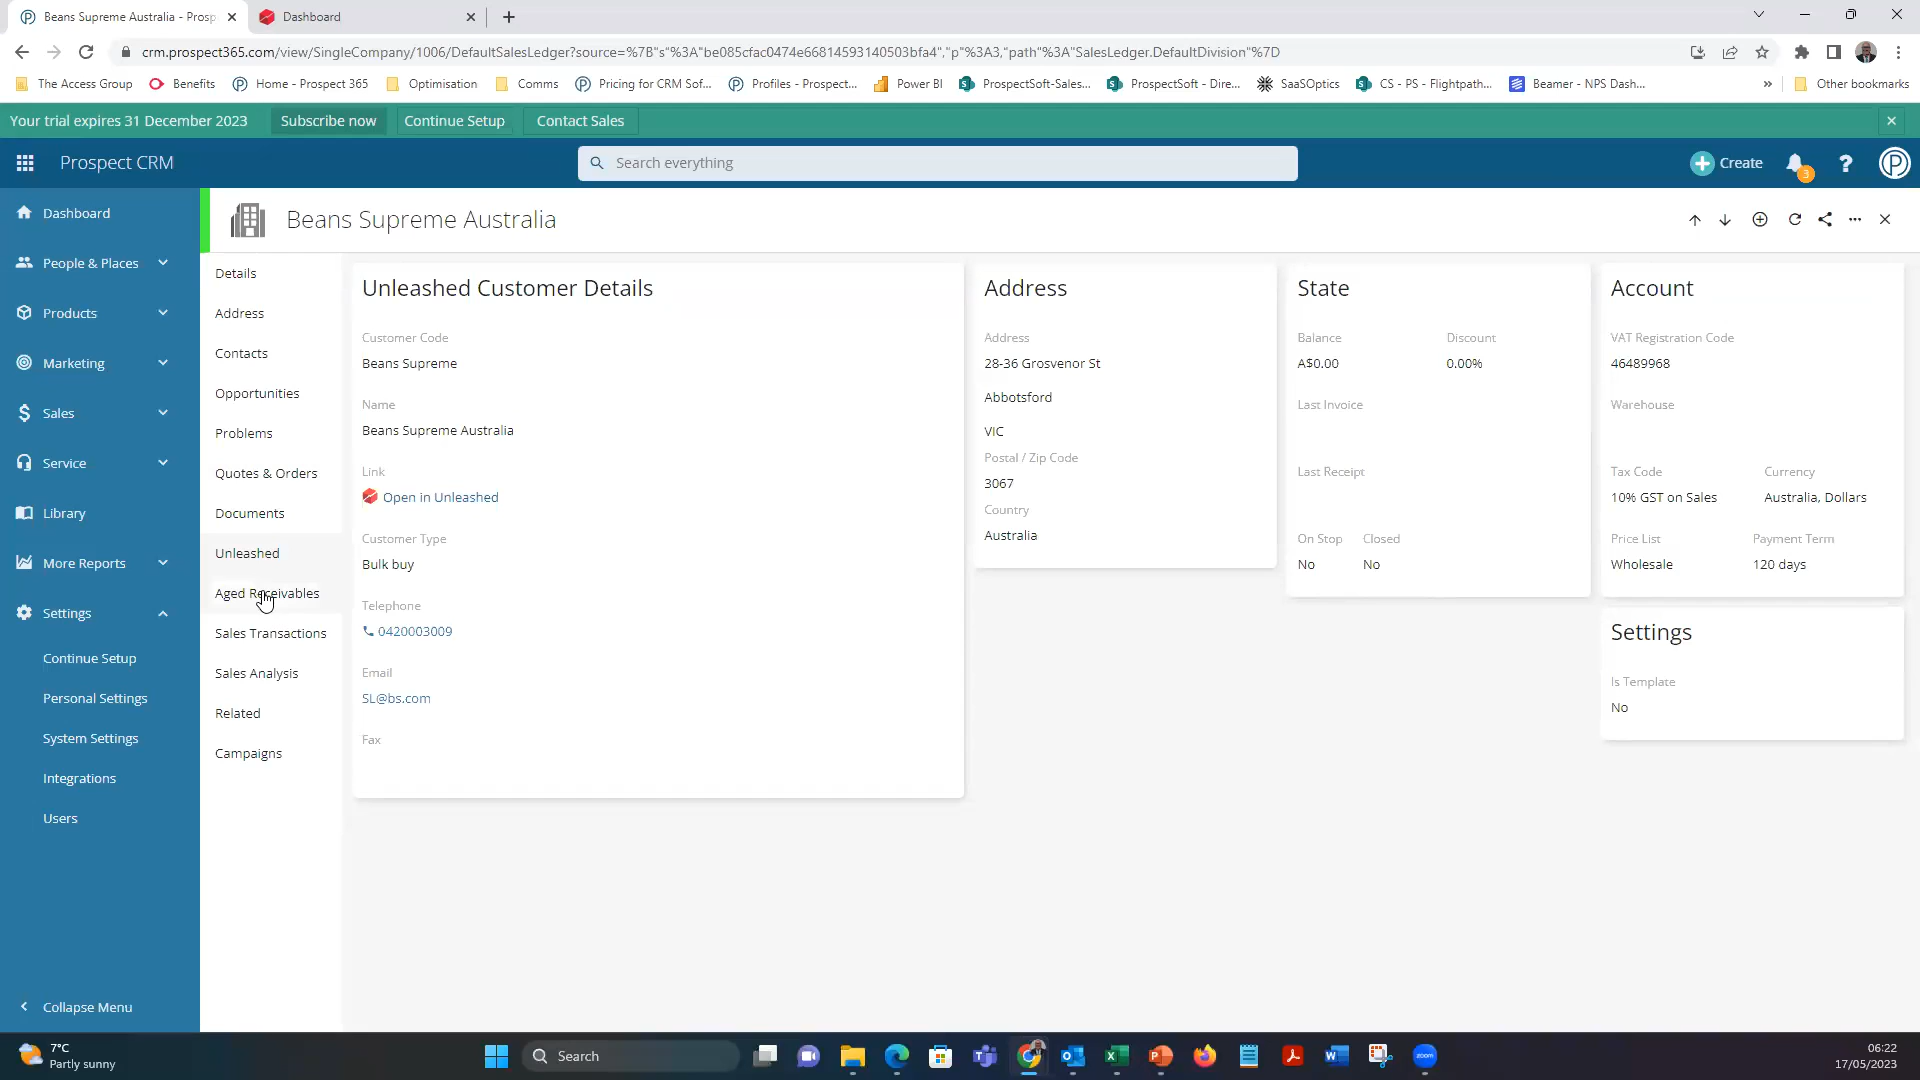 Beans Supreme Australia - Prosp
Dashboard
crm.prospect365.com/view/SingleCompany/1006/DefaultSalesLedger?source=%7B"s"%3A"be085cfac0474e66814593140503bfa4","p"%3A3,"path"%3A"SalesLedger.DefaultDivision"%7D
The Access Group
Benefits
Home - Prospect 365
Optimisation
Comms
Pricing for CRM Sof...
Profiles - Prospect...
Power BI
ProspectSoft-Sales...
ProspectSoft - Dire...
SaaSOptics
CS - PS - Flightpath...
Beamer - NPS Dash...
»
Other bookmarks
Your trial expires 31 December 2023
Subscribe now
Continue Setup
Contact Sales
Prospect CRM
Search everything
Create
3
Beans Supreme Australia
Dashboard
People & Places
Products
Marketing
Sales
Service
Library
More Reports
Settings
Continue Setup
Personal Settings
System Settings
Integrations
Users
Collapse Menu
Details
Address
Contacts
Opportunities
Problems
Quotes & Orders
Documents
Unleashed
Aged Receivables
Sales Transactions
Sales Analysis
Related
Campaigns
Unleashed Customer Details
Customer Code
Beans Supreme
Name
Beans Supreme Australia
Link
Open in Unleashed
Customer Type
Bulk buy
Telephone
0420003009
Email
SL@bs.com
Fax
Address
Address
28-36 Grosvenor St
Abbotsford
VIC
Postal / Zip Code
3067
Country
Australia
State
Balance
Discount
A$0.00
0.00%
Last Invoice
Last Receipt
On Stop
Closed
No
No
Account
VAT Registration Code
46489968
Warehouse
Tax Code
Currency
10% GST on Sales
Australia, Dollars
Price List
Payment Term
Wholesale
120 days
Settings
Is Template
No
7°C
Partly sunny
Search
zoom
06:22
17/05/2023